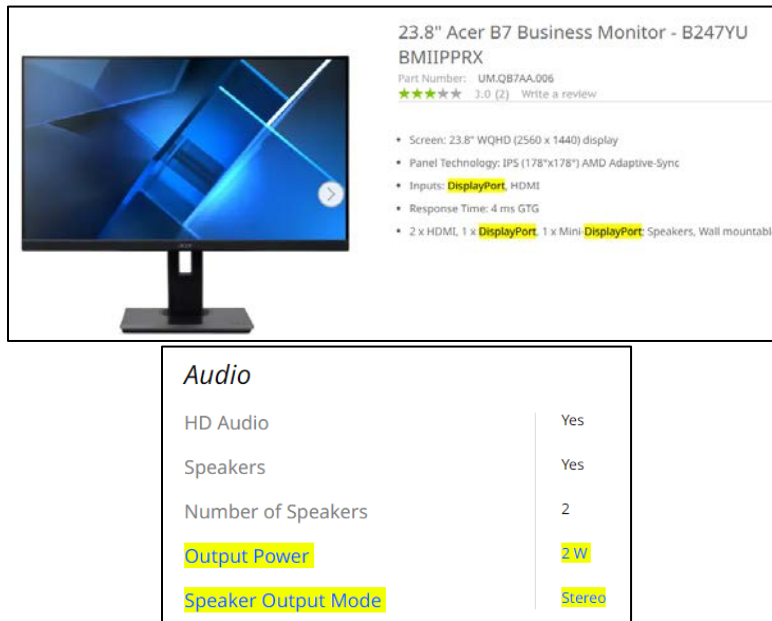 23.8" Acer B7 Business Monitor - B247YU
BMIIPPRX
Part Number: UM.QB7AA.006
3.0 (2) Write a review
• Screen: 23.8" WQHD (2560 x 1440) display
• Panel Technology: IPS (178°x178°) AMD Adaptive-Sync
• Inputs: DisplayPort, HDMI
• Response Time: 4 ms GTG
• 2 x HDMI, 1 x DisplayPort, 1 x Mini-DisplayPort; Speakers, Wall mountabl
acer
Audio
HD Audio Yes
Speakers Yes
Number of Speakers 2
Output Power 2 W
Speaker Output Mode Stereo